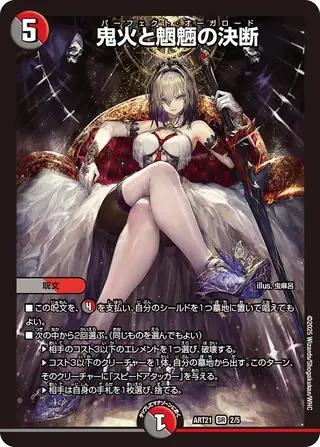 パーフェクト・オーガロード
5
鬼火と魍魎の決断
illus. 虫麻呂
呪文
■この呪文を、4を支払い、自分のシールドを1つ墓地に置いて唱えてもよい。
■次の中から2回選ぶ。(同じものを選んでもよい)
▶相手のコスト3以下のエレメントを1つ選び、破壊する。
▶コスト3以下のクリーチャーを1体、自分の墓地から出す。このターン、
そのクリーチャーに「スピードアタッカー」を与える。
▶相手は自身の手札を1枚選び、捨てる。
1
ART21 SR 2/5